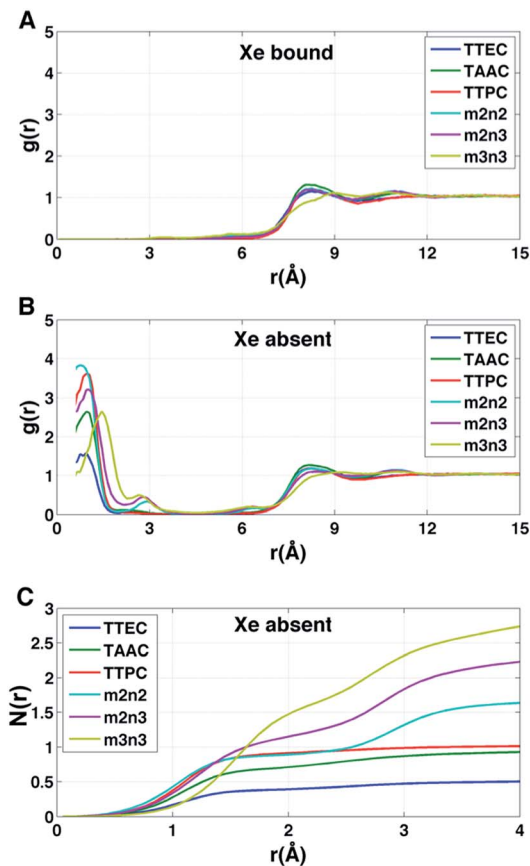 A
Xe bound
g(r)
5
4
3
2
1
0
TTEC
TAAC
TTPC
m2n2
m2n3
m3n3
3 6 9 12 15
r(Å)
B
Xe absent
g(r)
5
4
3
2
1
0
TTEC
TAAC
TTPC
m2n2
m2n3
m3n3
0 3 6 9 12 15
r(Å)
C
Xe absent
N(r)
3
2.5
2
1.5
1
0.5
0
TTEC
TAAC
TTPC
m2n2
m2n3
m3n3
0 1 2 3 4
r(Å)